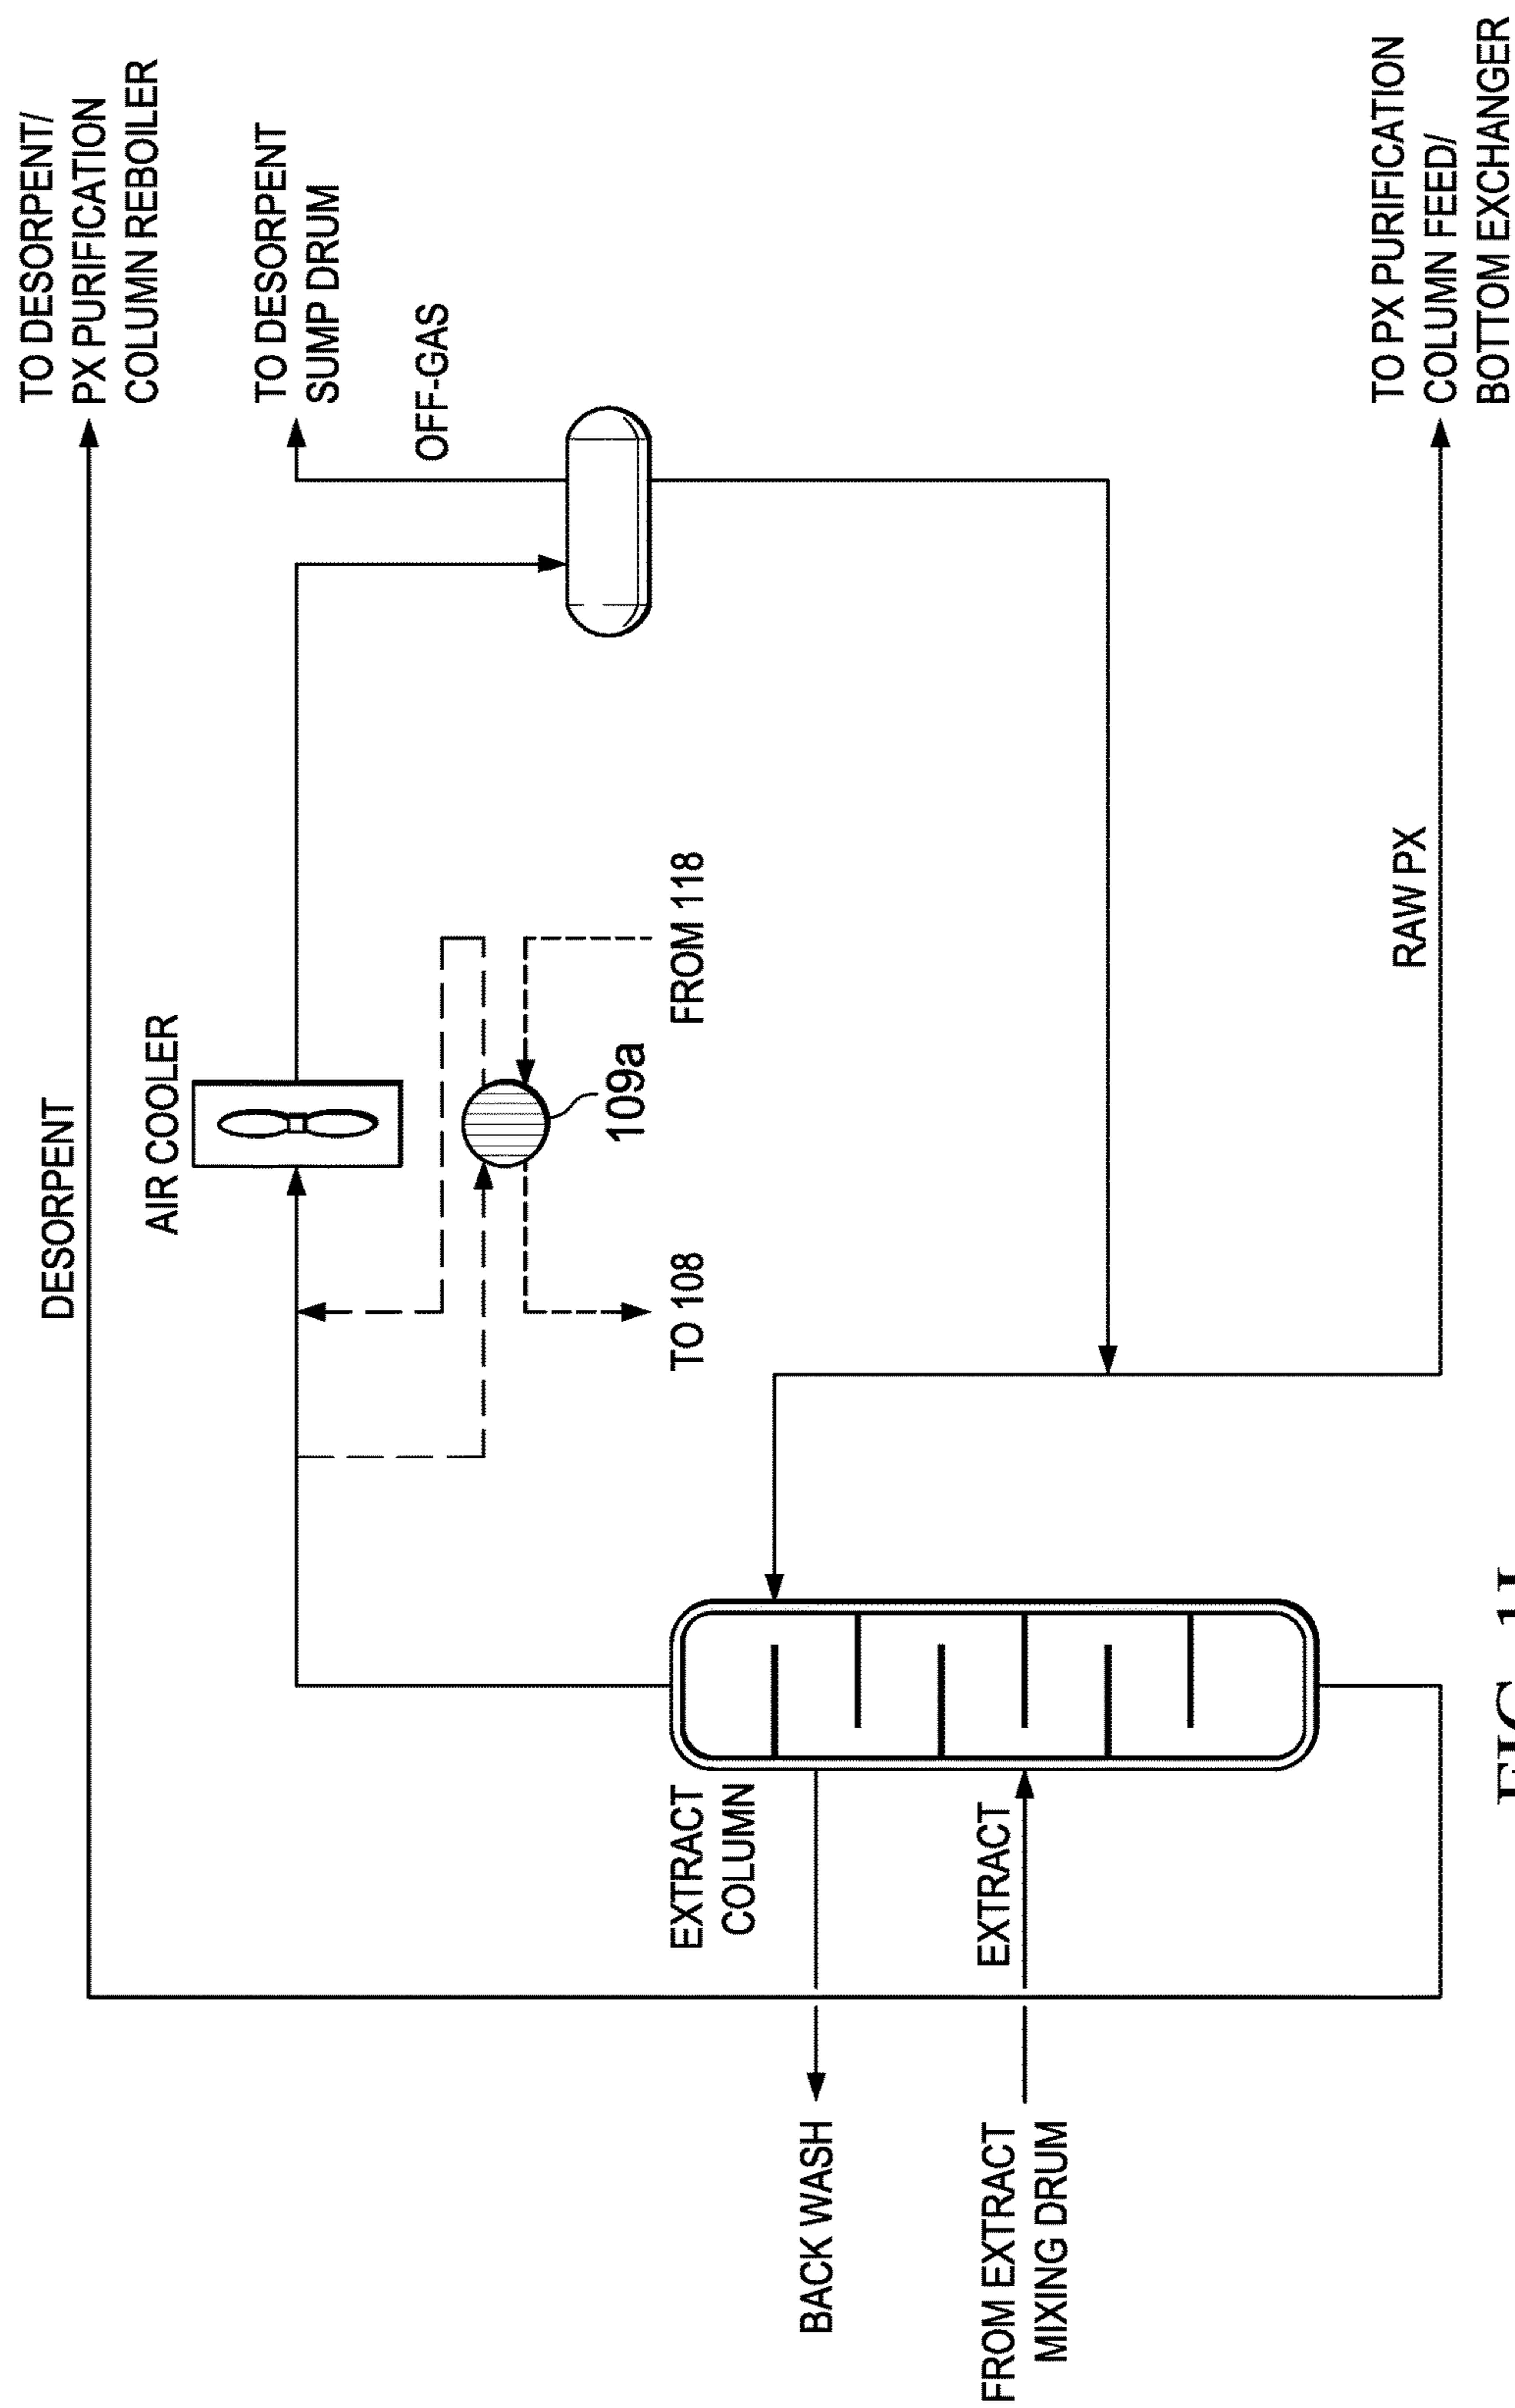 TO DESORPENT/
PX PURIFICATION
COLUMN REBOILER
DESORPENT
AIR COOLER
TO DESORPENT
SUMP DRUM
OFF-GAS
109a
TO 108
FROM 118
EXTRACT
COLUMN
BACK WASH
EXTRACT
FROM EXTRACT
MIXING DRUM
RAW PX
TO PX PURIFICATION
COLUMN FEED/
BOTTOM EXCHANGER